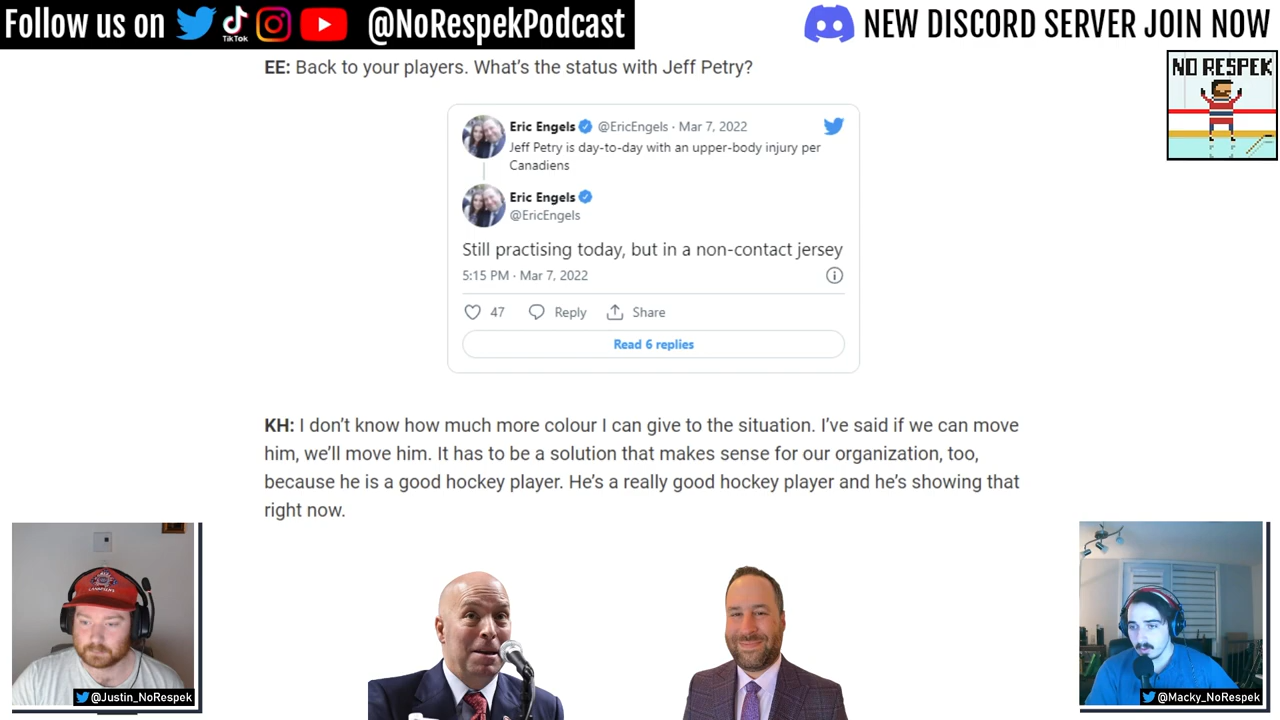 Follow us on TikTok @NoRespekPodcast
NEW DISCORD SERVER JOIN NOW
NO RESPEK
EE: Back to your players. What's the status with Jeff Petry?
Eric Engels @EricEngels · Mar 7, 2022
Jeff Petry is day-to-day with an upper-body injury per
Canadiens
Eric Engels
@EricEngels
Still practising today, but in a non-contact jersey
5:15 PM · Mar 7, 2022
47 Reply Share
Read 6 replies
KH: I don't know how much more colour I can give to the situation. I've said if we can move
him, we'll move him. It has to be a solution that makes sense for our organization, too,
because he is a good hockey player. He's a really good hockey player and he's showing that
right now.
@Justin_NoRespek
@Macky_NoRespek